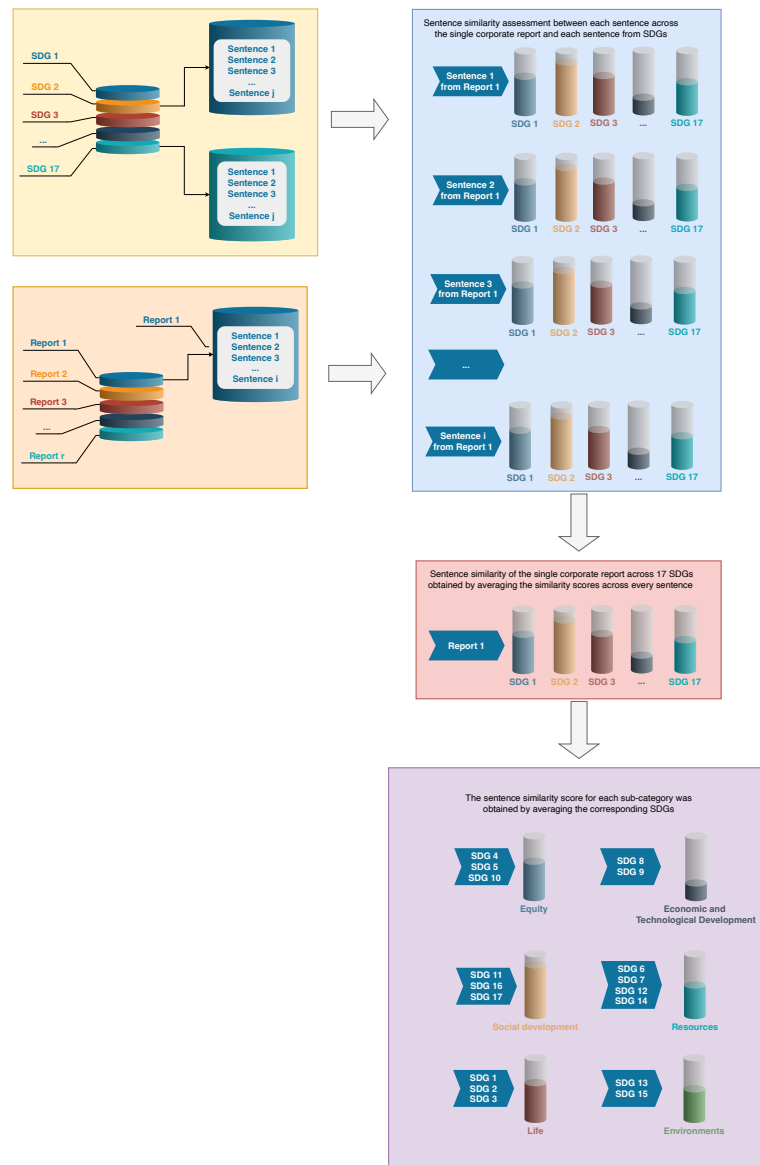 SDG 1
SDG 2
SDG 3
...
SDG 17
Sentence 1
Sentence 2
Sentence 3
...
Sentence j
Sentence 1
Sentence 2
Sentence 3
...
Sentence j
Report 1
Report 2
Report 3
...
Report r
Report 1
Sentence 1
Sentence 2
Sentence 3
...
Sentence i
Sentence similarity assessment between each sentence across
the single corporate report and each sentence from SDGs
Sentence 1
from Report 1
SDG 1 SDG 2 SDG 3 ... SDG 17
Sentence 2
from Report 1
SDG 1 SDG 2 SDG 3 ... SDG 17
Sentence 3
from Report 1
SDG 1 SDG 2 SDG 3 ... SDG 17
...
Sentence i
from Report 1
SDG 1 SDG 2 SDG 3 ... SDG 17
Sentence similarity of the single corporate report across 17 SDGs
obtained by averaging the similarity scores across every sentence
Report 1
SDG 1 SDG 2 SDG 3 ... SDG 17
The sentence similarity score for each sub-category was
obtained by averaging the corresponding SDGs
SDG 4
SDG 5
SDG 10
Equity
SDG 8
SDG 9
Economic and
Technological Development
SDG 11
SDG 16
SDG 17
Social development
SDG 6
SDG 7
SDG 12
SDG 14
Resources
SDG 1
SDG 2
SDG 3
Life
SDG 13
SDG 15
Environments